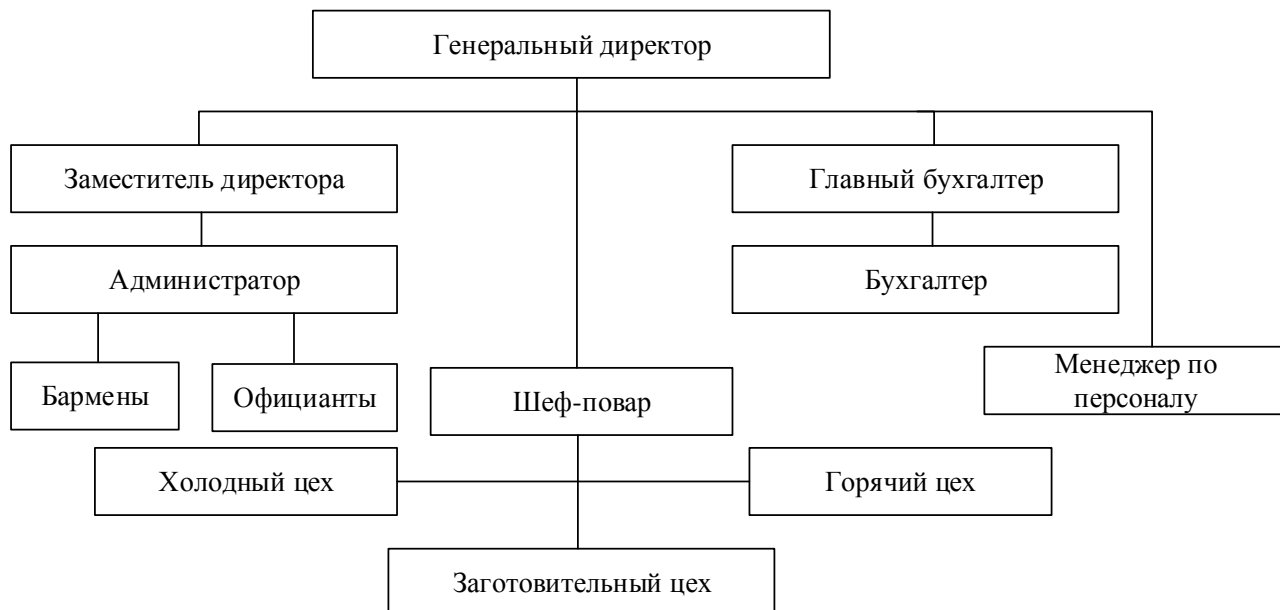 Генеральный директор
Заместитель директора
Главный бухгалтер
Администратор
Бухгалтер
Бармены
Официанты
Шеф-повар
Менеджер по
персоналу
Холодный цех
Горячий цех
Заготовительный цех